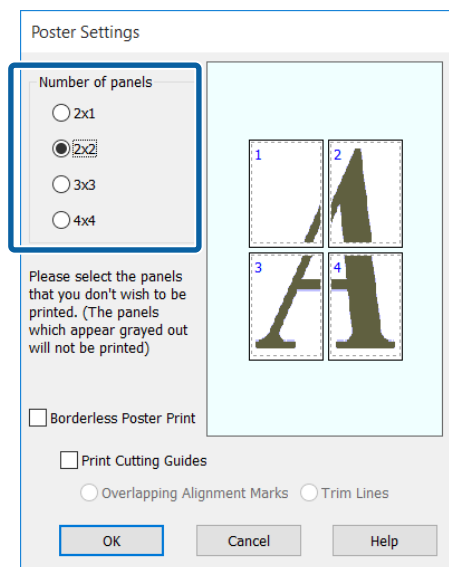 Poster Settings
Number of panels
2x1
2x2
3x3
4x4
1 2
3 4
Please select the panels
that you don't wish to be
printed. (The panels
which appear grayed out
will not be printed)
Borderless Poster Print
Print Cutting Guides
Overlapping Alignment Marks Trim Lines
OK Cancel Help